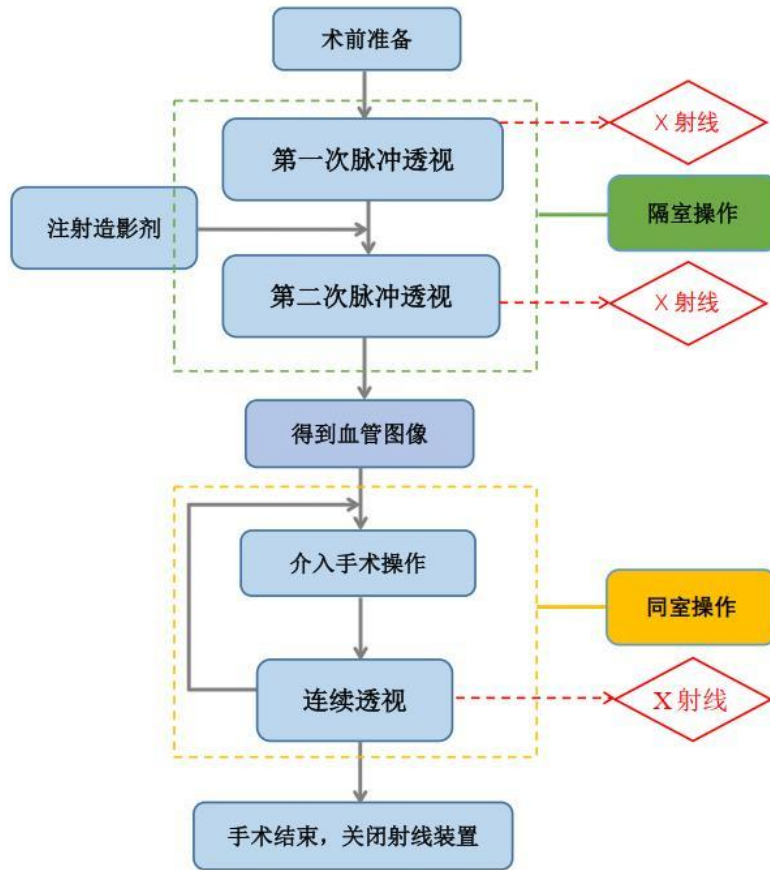 术前准备
X 射线
第一次脉冲透视
注射造影剂
隔室操作
第二次脉冲透视
X 射线
得到血管图像
介入手术操作
同室操作
连续透视
X 射线
手术结束，关闭射线装置